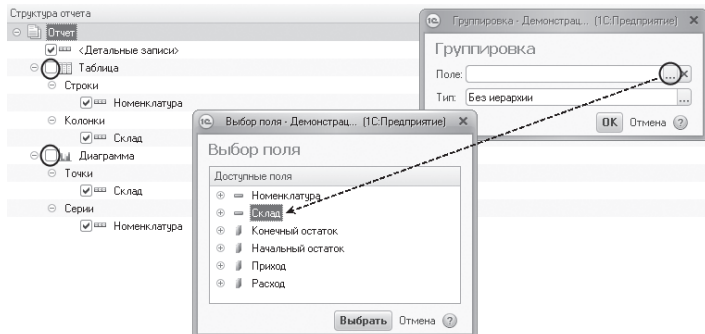 Структура отчета
Отчет
<Детальные записи>
Таблица
Строки
Номенклатура
Колонки
Склад
Диаграмма
Точки
Склад
Серии
Номенклатура
Группировка - Демонстрац... (1С:Предприятие)
Группировка
Поле:
Тип: Без иерархии
ОК Отмена ?
Выбор поля - Демонстрац... (1С:Предприятие)
Выбор поля
Доступные поля
Номенклатура
Склад
Конечный остаток
Начальный остаток
Приход
Расход
Выбрать Отмена ?